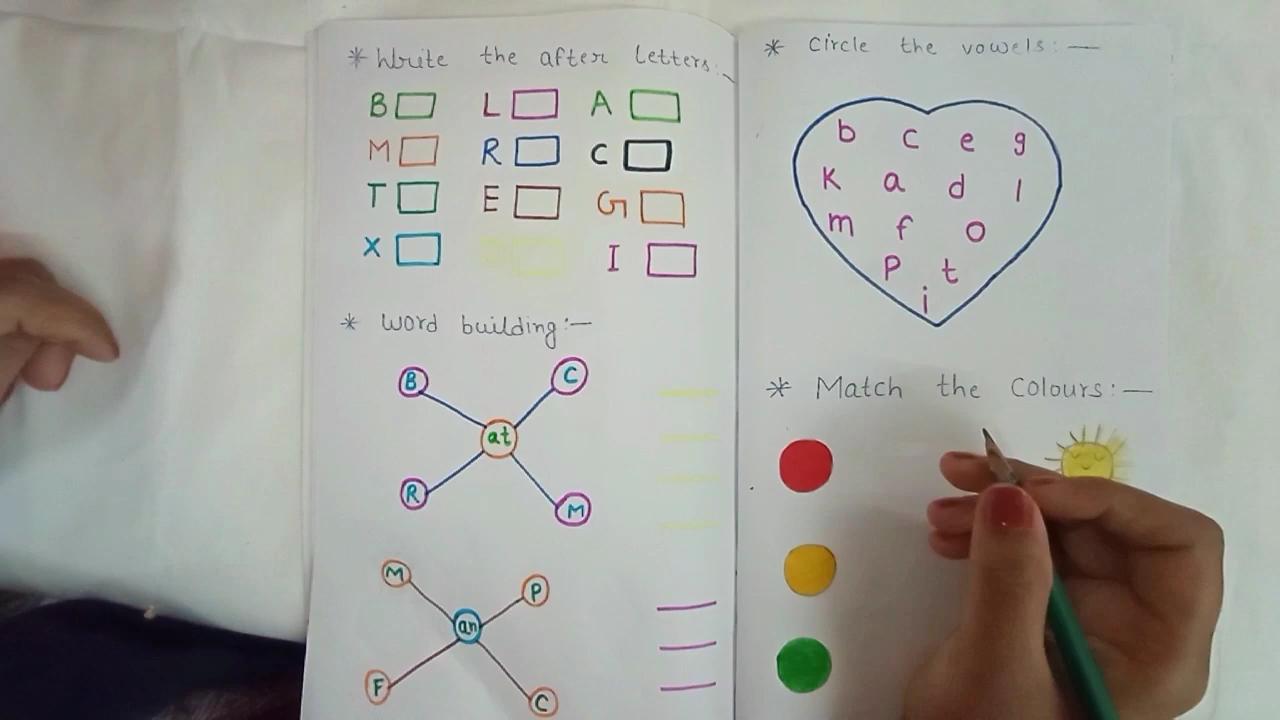 * Write the after letters:-
B L A
M R C
T E G
X I
* Word building:-
B C
at
R M
M P
an
F C
* Circle the vowels:-
b c e g
K a d l
m f o
P t
i
* Match the Colours:-